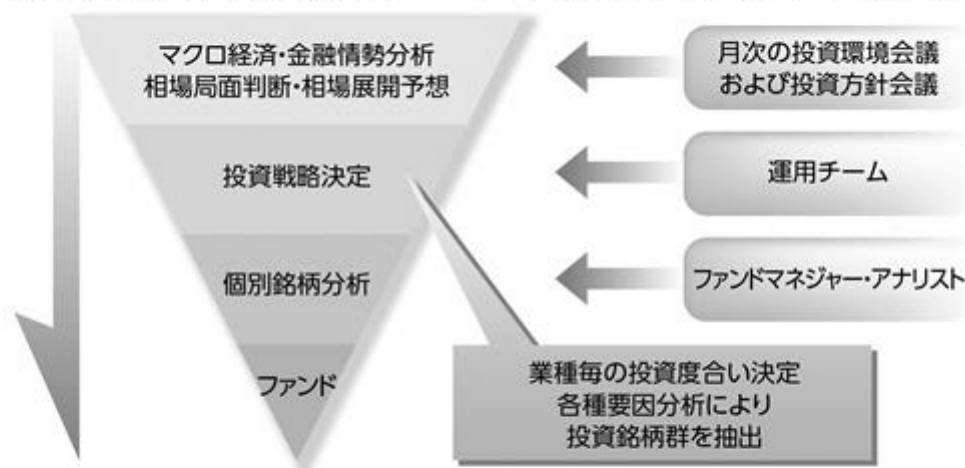 マクロ経済・金融情勢分析
相場局面判断・相場展開予想
月次の投資環境会議
および投資方針会議
投資戦略決定
運用チーム
個別銘柄分析
ファンドマネジャー・アナリスト
ファンド
業種毎の投資度合い決定
各種要因分析により
投資銘柄群を抽出